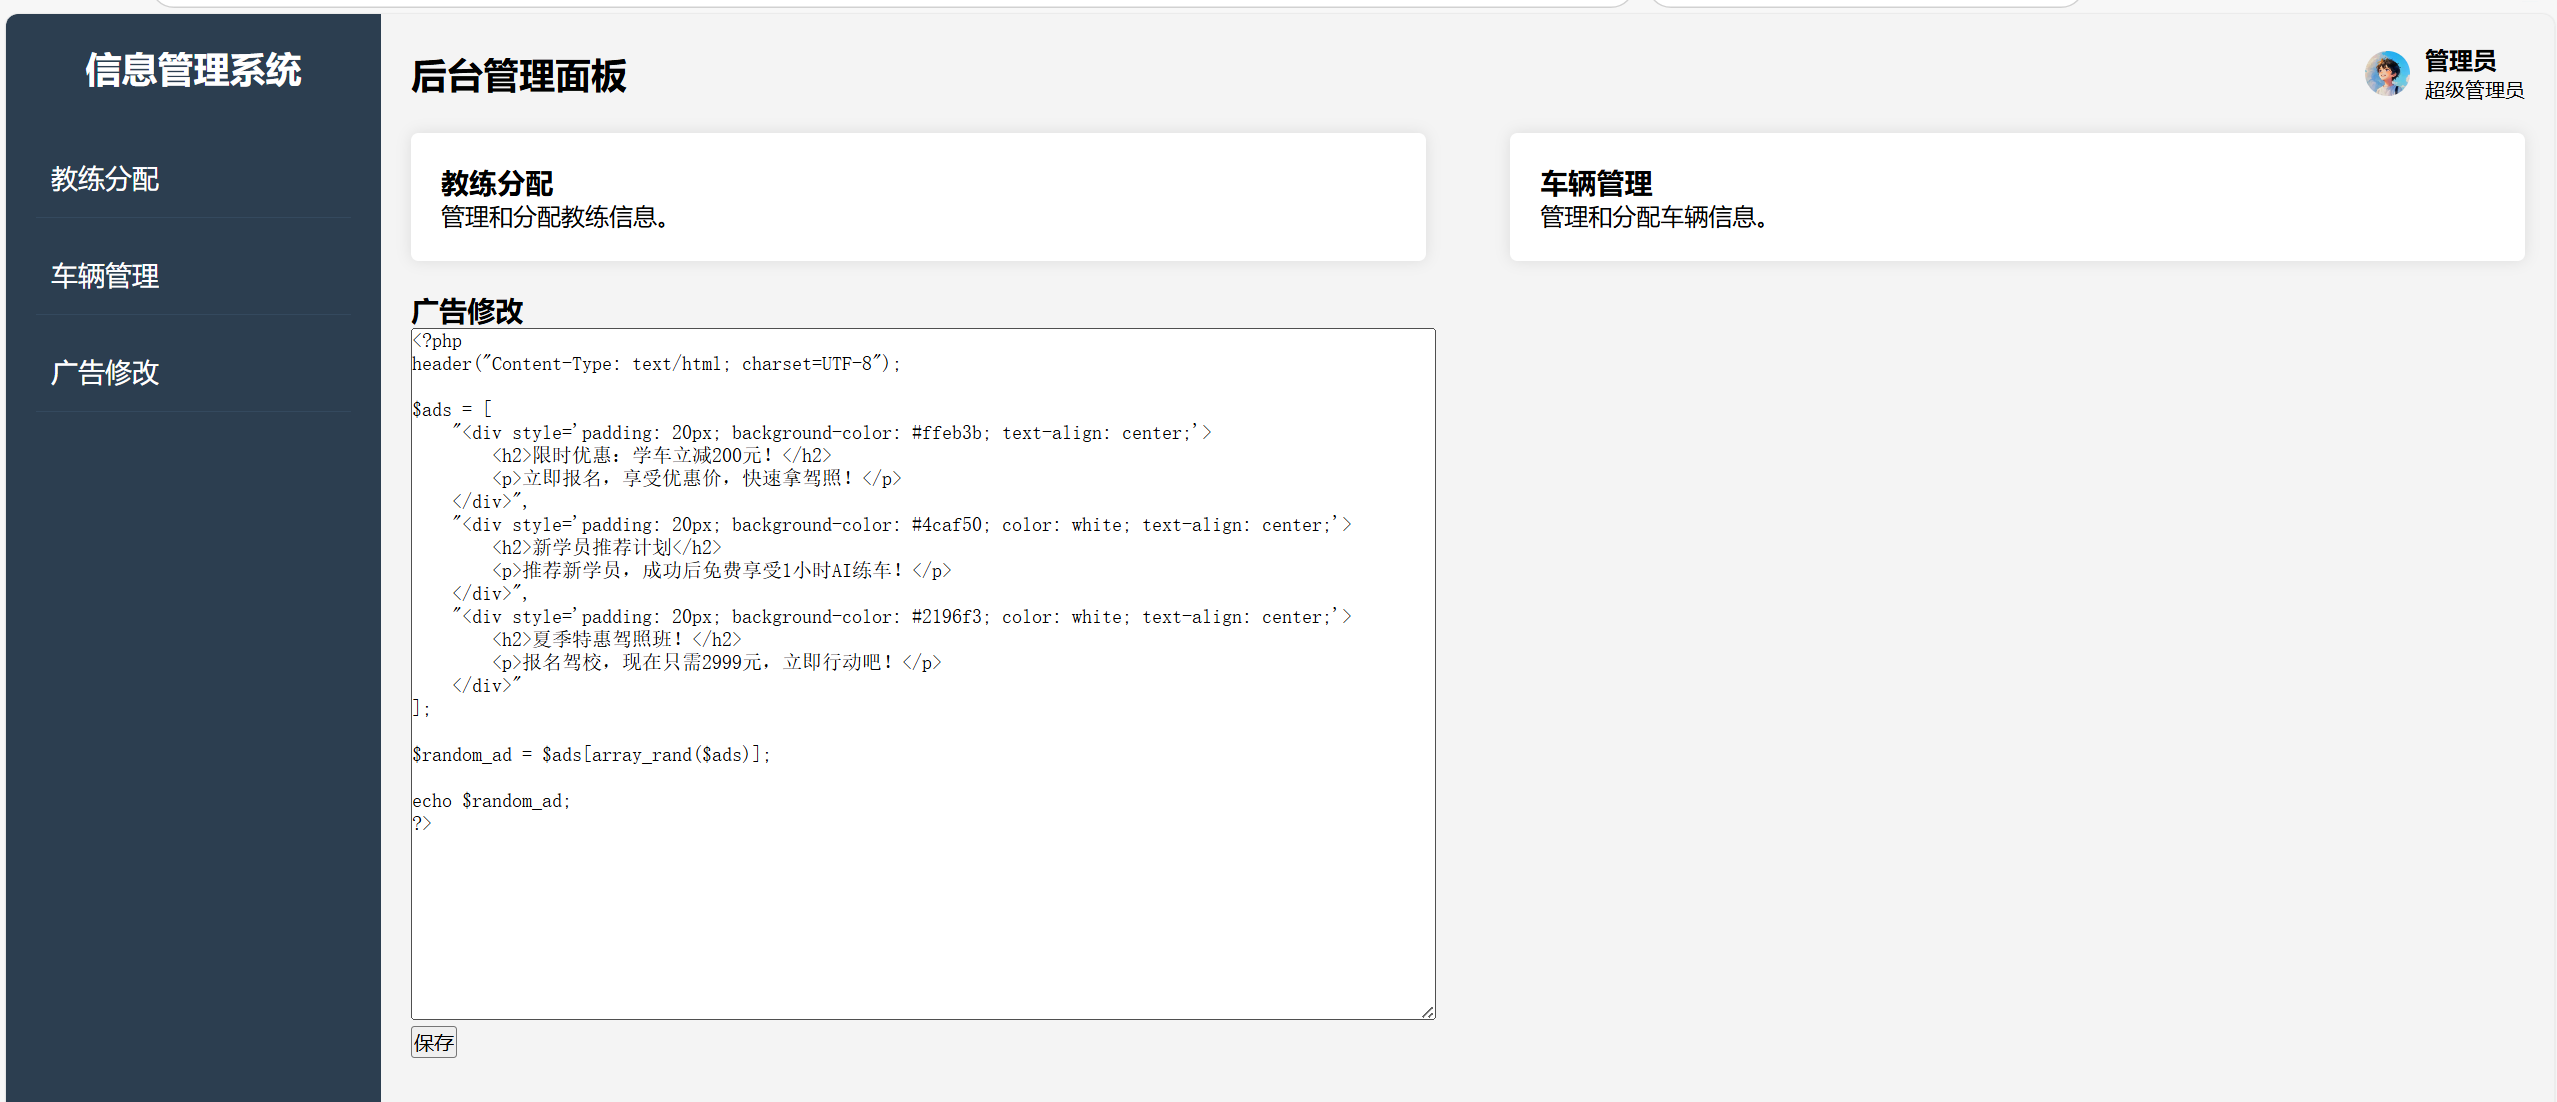 信息管理系统
教练分配
车辆管理
广告修改
后台管理面板
管理员
超级管理员
教练分配
管理和分配教练信息。
车辆管理
管理和分配车辆信息。
广告修改
<?php
header("Content-Type: text/html; charset=UTF-8");
$ads = [
    "<div style='padding: 20px; background-color: #ffeb3b; text-align: center;'>
        <h2>限时优惠：学车立减200元！</h2>
        <p>立即报名，享受优惠价，快速拿驾照！</p>
    </div>",
    "<div style='padding: 20px; background-color: #4caf50; color: white; text-align: center;'>
        <h2>新学员推荐计划</h2>
        <p>推荐新学员，成功后免费享受1小时AI练车！</p>
    </div>",
    "<div style='padding: 20px; background-color: #2196f3; color: white; text-align: center;'>
        <h2>夏季特惠驾照班！</h2>
        <p>报名驾校，现在只需2999元，立即行动吧！</p>
    </div>"
];
$random_ad = $ads[array_rand($ads)];
echo $random_ad;
?>
保存